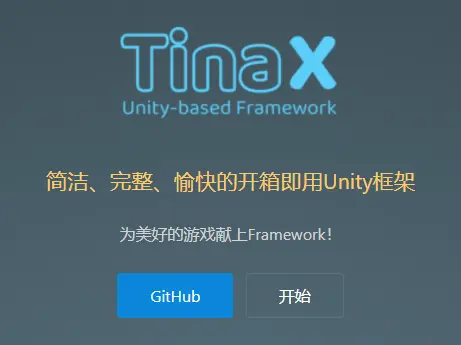 TinaX
Unity-based Framework
简洁、完整、愉快的开箱即用Unity框架
为美好的游戏献上Framework!
GitHub
开始